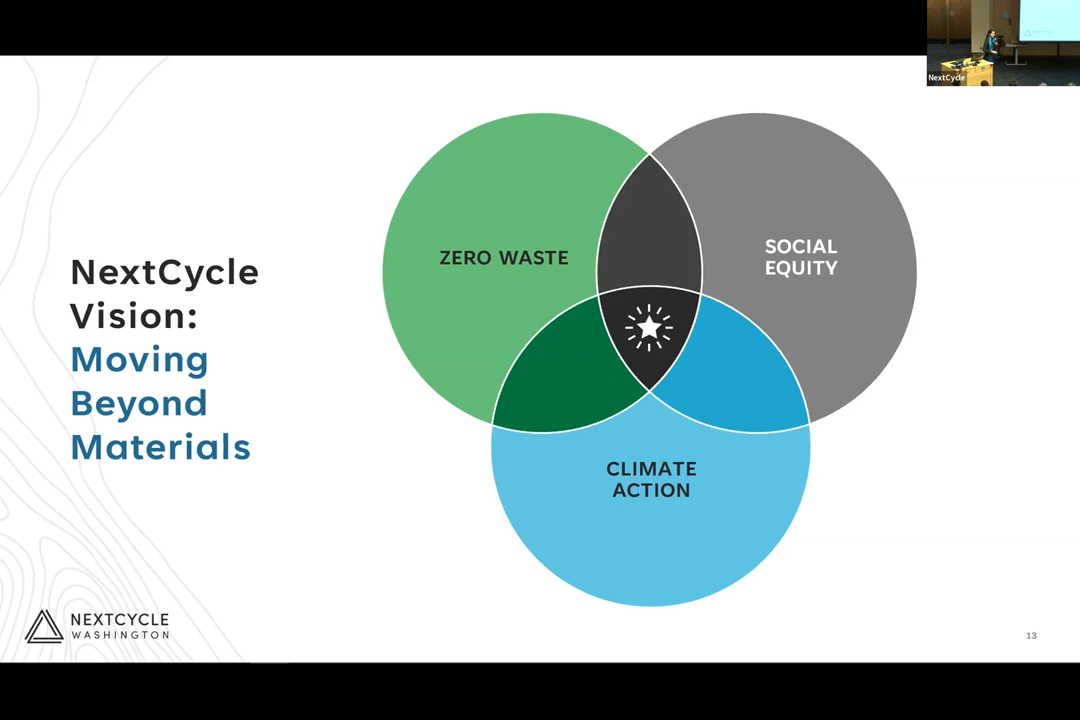 NextCycle
NextCycle
Vision:
Moving
Beyond
Materials
ZERO WASTE
SOCIAL
EQUITY
CLIMATE
ACTION
NEXTCYCLE
WASHINGTON
13